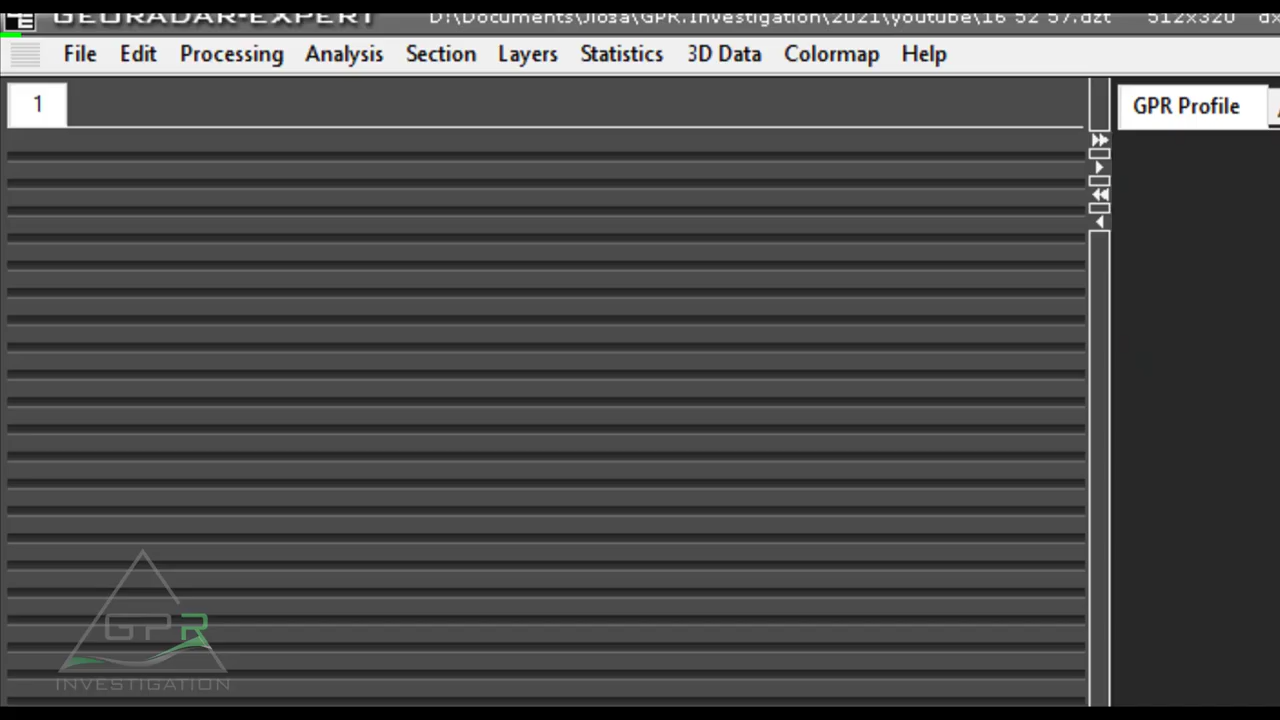 GEORADAR-EXPERT D:\Documents\Jiosa\GPR.Investigation\2021\youtube\16 52 57.dzt 512x320 dx
File Edit Processing Analysis Section Layers Statistics 3D Data Colormap Help
1 GPR Profile
GPR
INVESTIGATION